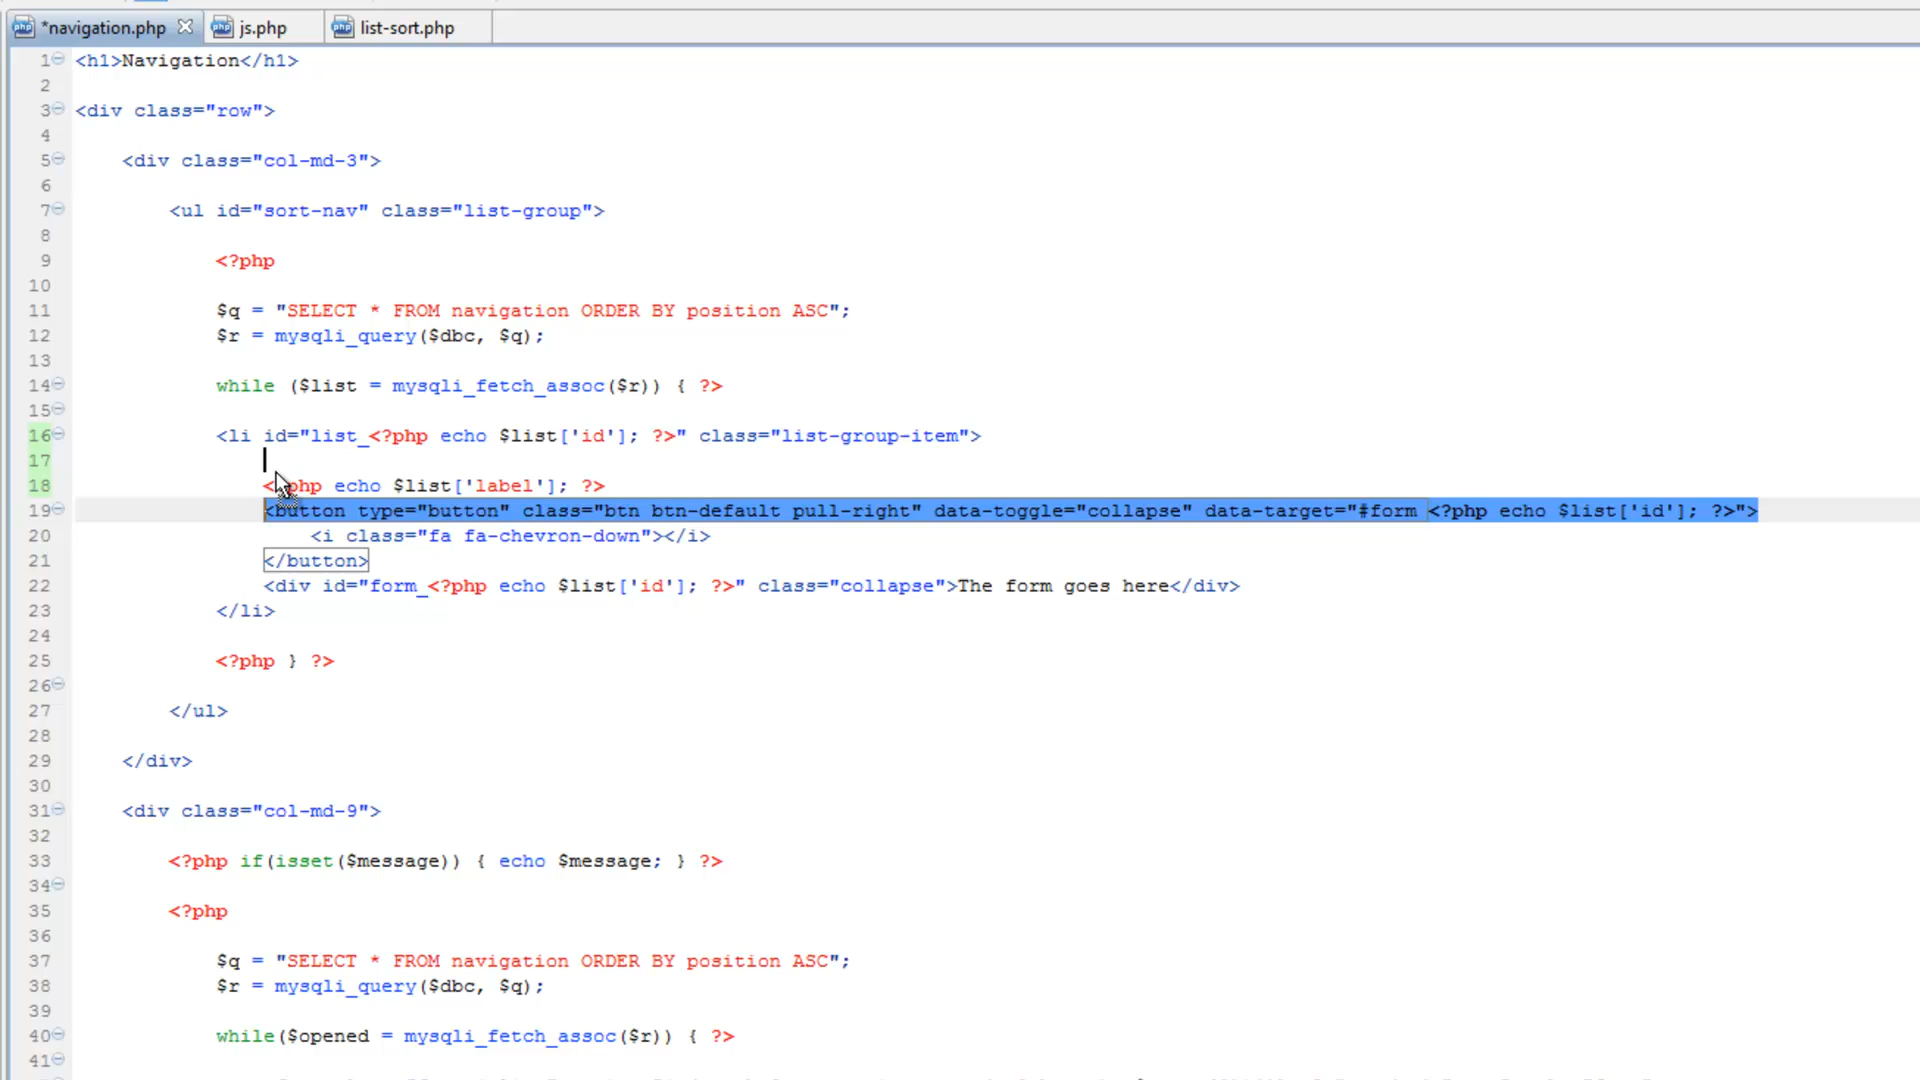 *navigation.php js.php list-sort.php
1 <h1>Navigation</h1>
2
3 <div class="row">
4
5 <div class="col-md-3">
6
7 <ul id="sort-nav" class="list-group">
8
9 <?php
10
11 $q = "SELECT * FROM navigation ORDER BY position ASC";
12 $r = mysqli_query($dbc, $q);
13
14 while ($list = mysqli_fetch_assoc($r)) { ?>
15
16 <li id="list_<?php echo $list['id']; ?>" class="list-group-item">
17
18 <?php echo $list['label']; ?>
19 <button type="button" class="btn btn-default pull-right" data-toggle="collapse" data-target="#form_<?php echo $list['id']; ?>">
20 <i class="fa fa-chevron-down"></i>
21 </button>
22 <div id="form_<?php echo $list['id']; ?>" class="collapse">The form goes here</div>
23 </li>
24
25 <?php } ?>
26
27 </ul>
28
29 </div>
30
31 <div class="col-md-9">
32
33 <?php if(isset($message)) { echo $message; } ?>
34
35 <?php
36
37 $q = "SELECT * FROM navigation ORDER BY position ASC";
38 $r = mysqli_query($dbc, $q);
39
40 while($opened = mysqli_fetch_assoc($r)) { ?>
41